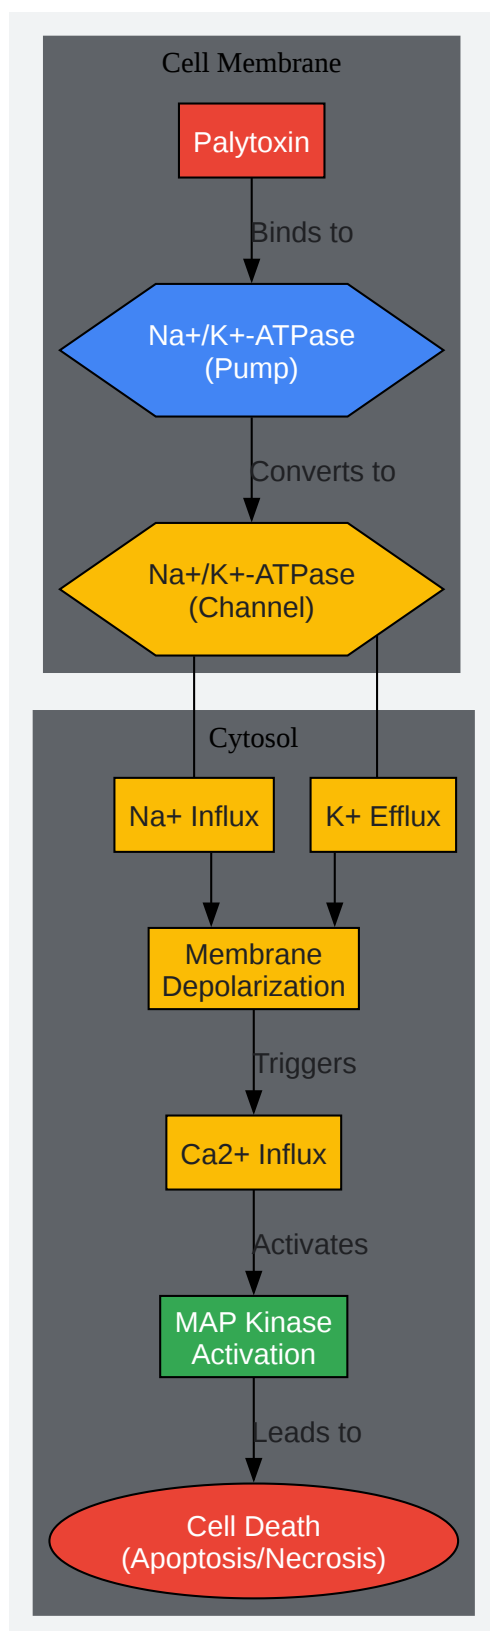 Cell Membrane
Palytoxin
Binds to
Na+/K+-ATPase
(Pump)
Converts to
Na+/K+-ATPase
(Channel)
Cytosol
Na+ Influx
K+ Efflux
Membrane
Depolarization
Triggers
Ca2+ Influx
Activates
MAP Kinase
Activation
Leads to
Cell Death
(Apoptosis/Necrosis)